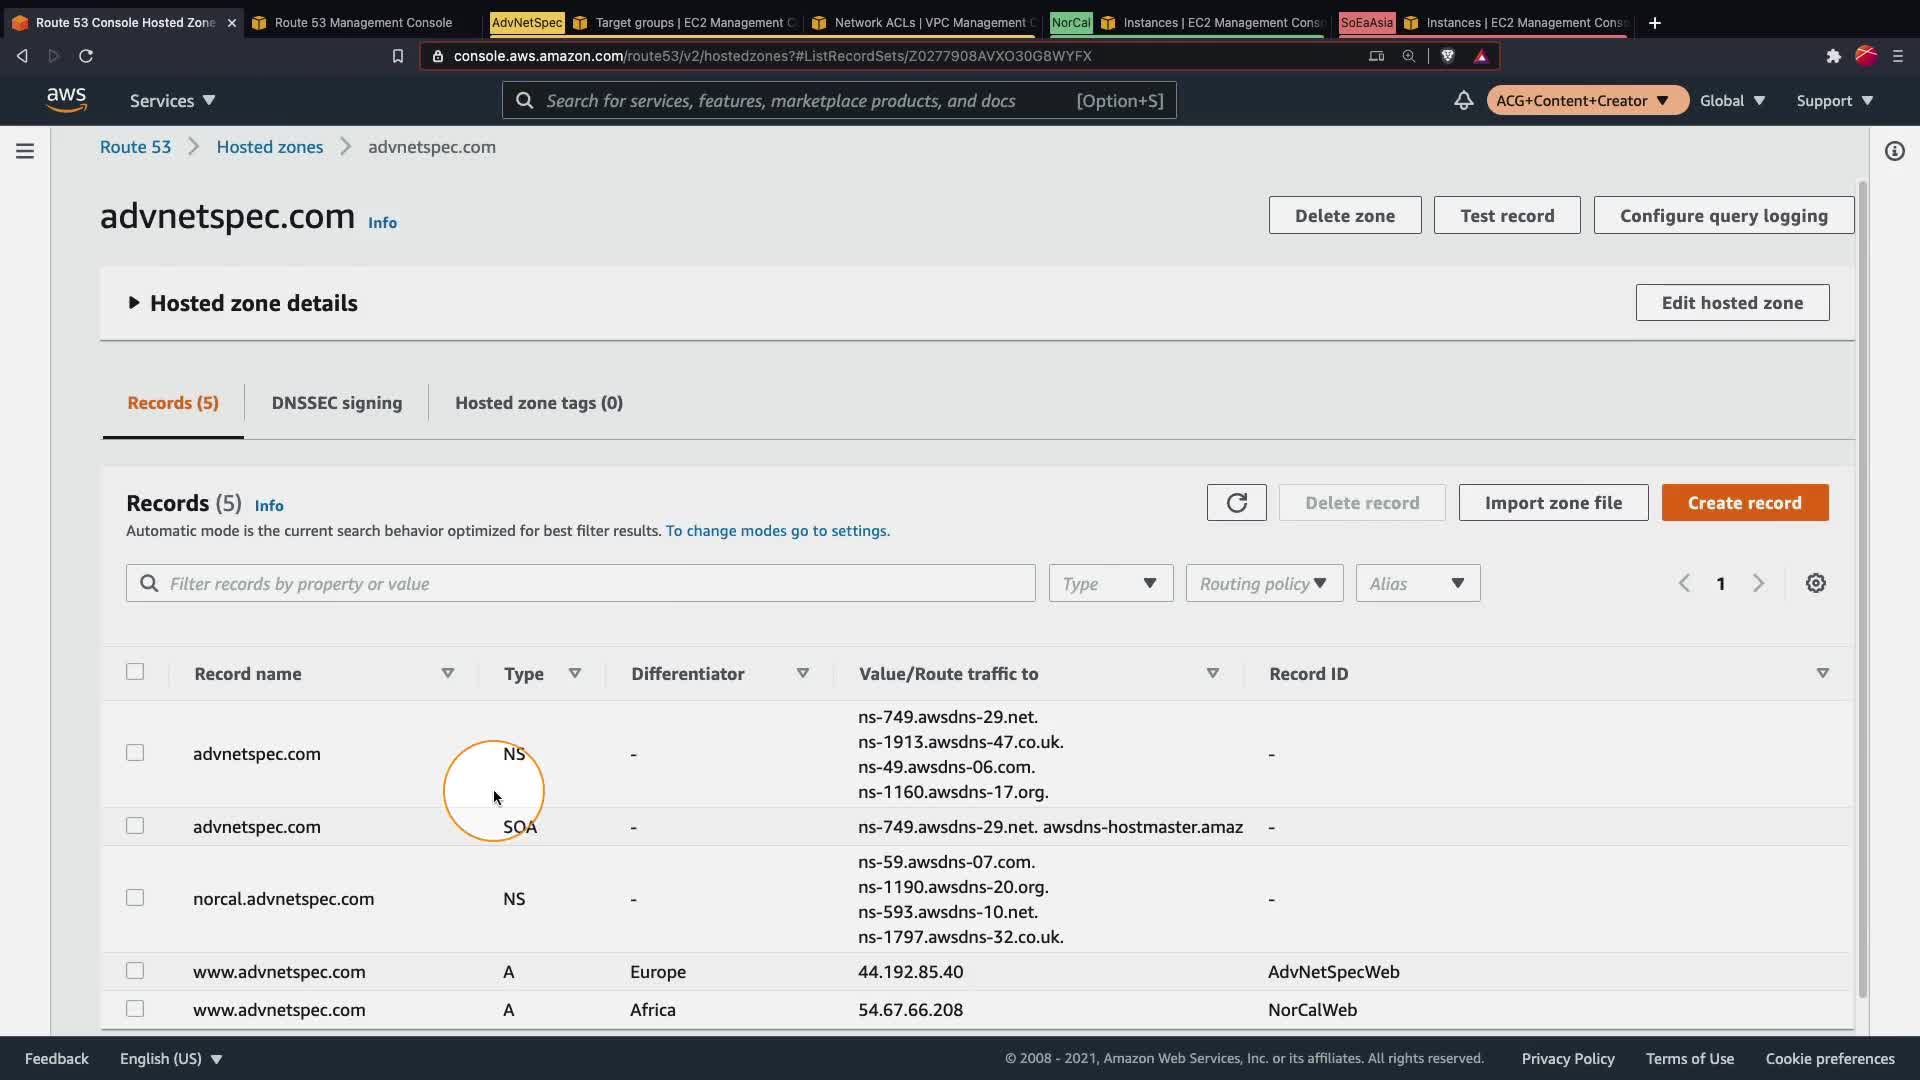 Route 53 Console Hosted Zone
Route 53 Management Console
AdvNetSpec
Target groups | EC2 Management C
Network ACLs | VPC Management C
NorCal
Instances | EC2 Management Cons
SoEaAsia
Instances | EC2 Management Cons
console.aws.amazon.com/route53/v2/hostedzones?#ListRecordSets/Z0277908AVXO30G8WYFX
aws
Services
Search for services, features, marketplace products, and docs
[Option+S]
ACG+Content+Creator
Global
Support
Route 53
Hosted zones
advnetspec.com
advnetspec.com Info
Delete zone
Test record
Configure query logging
Hosted zone details
Edit hosted zone
Records (5)
DNSSEC signing
Hosted zone tags (0)
Records (5) Info
Delete record
Import zone file
Create record
Automatic mode is the current search behavior optimized for best filter results. To change modes go to settings.
Filter records by property or value
Type
Routing policy
Alias
1
Record name
Type
Differentiator
Value/Route traffic to
Record ID
advnetspec.com
NS
-
ns-749.awsdns-29.net.
ns-1913.awsdns-47.co.uk.
ns-49.awsdns-06.com.
ns-1160.awsdns-17.org.
-
advnetspec.com
SOA
-
ns-749.awsdns-29.net. awsdns-hostmaster.amaz
-
norcal.advnetspec.com
NS
-
ns-59.awsdns-07.com.
ns-1190.awsdns-20.org.
ns-593.awsdns-10.net.
ns-1797.awsdns-32.co.uk.
-
www.advnetspec.com
A
Europe
44.192.85.40
AdvNetSpecWeb
www.advnetspec.com
A
Africa
54.67.66.208
NorCalWeb
Feedback
English (US)
© 2008 - 2021, Amazon Web Services, Inc. or its affiliates. All rights reserved.
Privacy Policy
Terms of Use
Cookie preferences